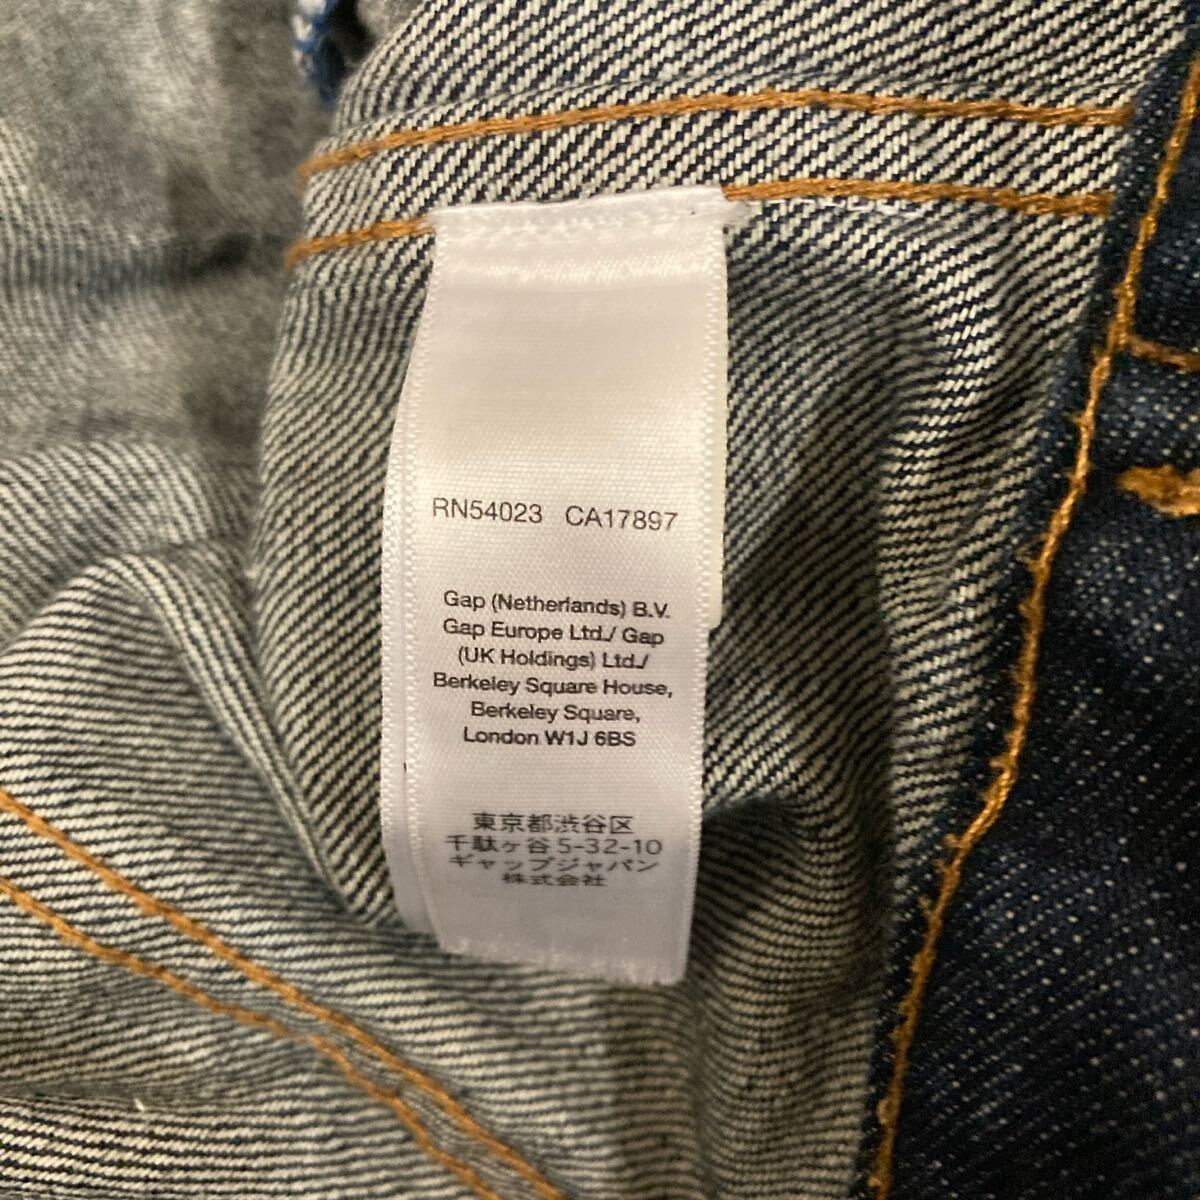 RN54023 CA17897
Gap (Netherlands) B.V.
Gap Europe Ltd./ Gap
(UK Holdings) Ltd./
Berkeley Square House,
Berkeley Square,
London W1J 6BS
東京都渋谷区
千駄ヶ谷5-32-10
ギャップジャパン
株式会社